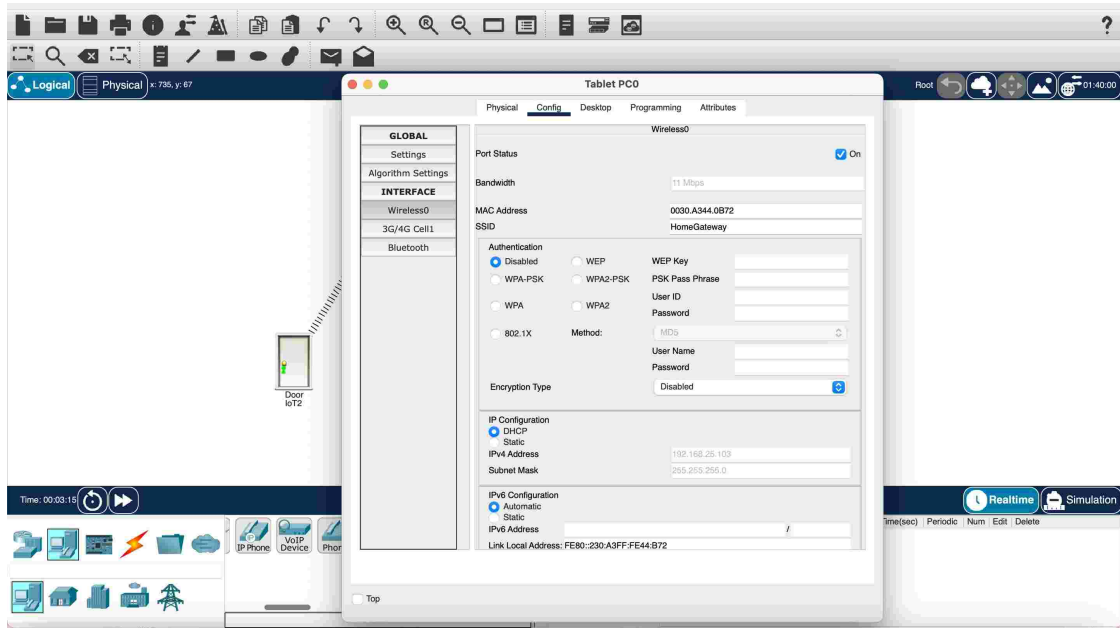 ?
Logical
Physical
x: 735, y: 67
Root
01:40:00
Tablet PC0
Physical Config Desktop Programming Attributes
GLOBAL
Settings
Algorithm Settings
INTERFACE
Wireless0
3G/4G Cell1
Bluetooth
Wireless0
Port Status
On
Bandwidth 11 Mbps
MAC Address 0030.A344.0B72
SSID HomeGateway
Authentication
Disabled WEP WEP Key
WPA-PSK WPA2-PSK PSK Pass Phrase
User ID
WPA WPA2
Password
802.1X Method: MD5
User Name
Password
Encryption Type Disabled
IP Configuration
DHCP
Static
IPv4 Address 192.168.25.103
Subnet Mask 255.255.255.0
IPv6 Configuration
Automatic
Static
IPv6 Address /
Link Local Address: FE80::230:A3FF:FE44:B72
Top
Door
IoT2
Time: 00:03:15
Realtime
Simulation
IP Phone
VoIP
Device
Phor
Time(sec) Periodic Num Edit Delete